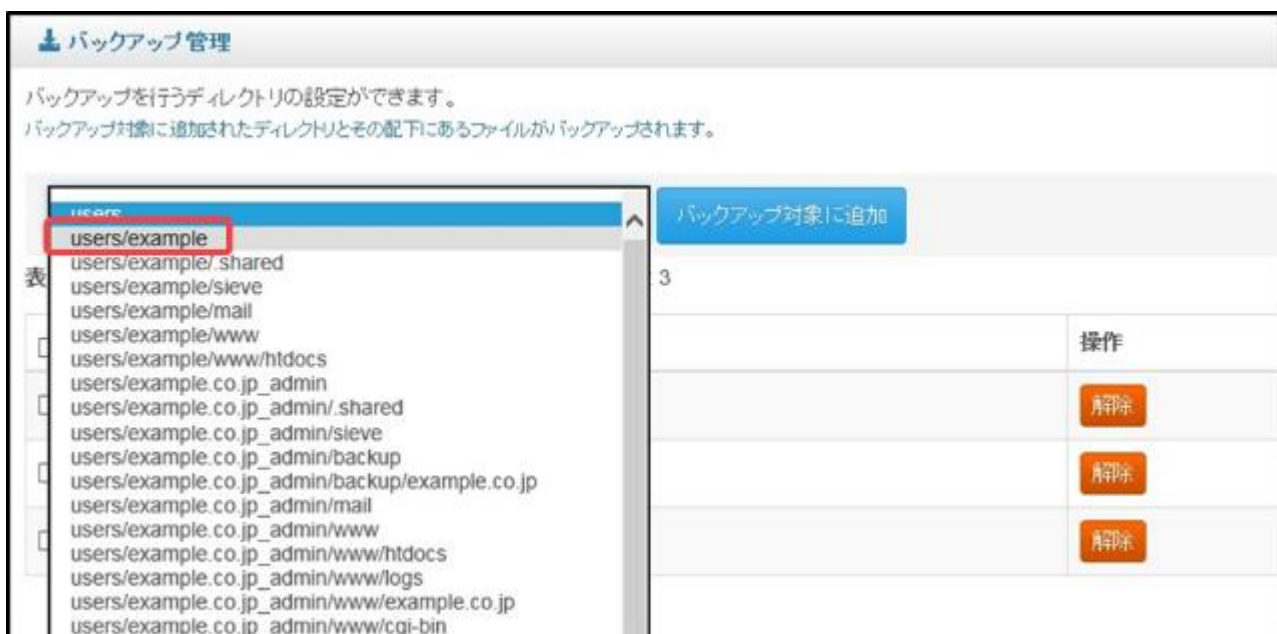 バックアップ管理
バックアップを行うディレクトリの設定ができます。
バックアップ対象に追加されたディレクトリとその配下にあるファイルがバックアップされます。
users
バックアップ対象に追加
users/example
users/example/.shared
表
3
users/example/sieve
users/example/mail
users/example/www
操作
users/example/www/htdocs
users/example.co.jp_admin
users/example.co.jp_admin/.shared
解除
users/example.co.jp_admin/sieve
users/example.co.jp_admin/backup
users/example.co.jp_admin/backup/example.co.jp
解除
users/example.co.jp_admin/mail
users/example.co.jp_admin/www
users/example.co.jp_admin/www/htdocs
解除
users/example.co.jp_admin/www/logs
users/example.co.jp_admin/www/example.co.jp
users/example.co.jp_admin/www/cgi-bin